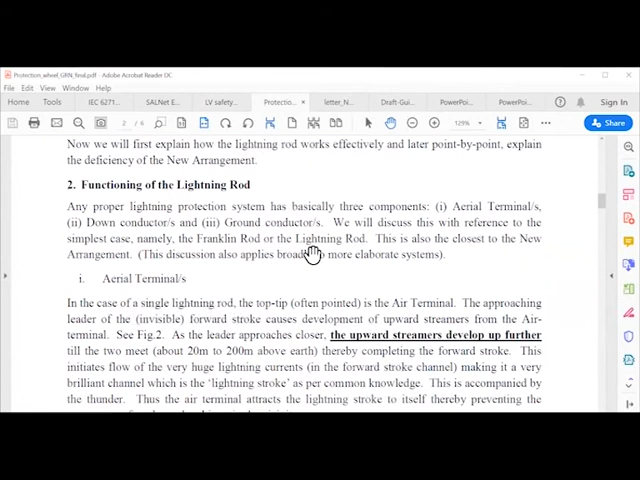 Protection_wheel_GRN_final.pdf - Adobe Acrobat Reader DC
File Edit View Window Help
Home Tools IEC 6271... SALNet E... LV safety... Protectio... × letter_N... Draft-Gui... PowerPoi... PowerPoi... Sign In
2 / 6 129% Share
Now we will first explain how the lightning rod works effectively and later point-by-point, explain
the deficiency of the New Arrangement.
2. Functioning of the Lightning Rod
Any proper lightning protection system has basically three components: (i) Aerial Terminal/s,
(ii) Down conductor/s and (iii) Ground conductor/s. We will discuss this with reference to the
simplest case, namely, the Franklin Rod or the Lightning Rod. This is also the closest to the New
Arrangement. (This discussion also applies more elaborate systems).
i. Aerial Terminal/s
In the case of a single lightning rod, the top-tip (often pointed) is the Air Terminal. The approaching
leader of the (invisible) forward stroke causes development of upward streamers from the Air-
terminal. See Fig.2. As the leader approaches closer, the upward streamers develop up further
till the two meet (about 20m to 200m above earth) thereby completing the forward stroke. This
initiates flow of the very huge lightning currents (in the forward stroke channel) making it a very
brilliant channel which is the 'lightning stroke' as per common knowledge. This is accompanied by
the thunder. Thus the air terminal attracts the lightning stroke to itself thereby preventing the